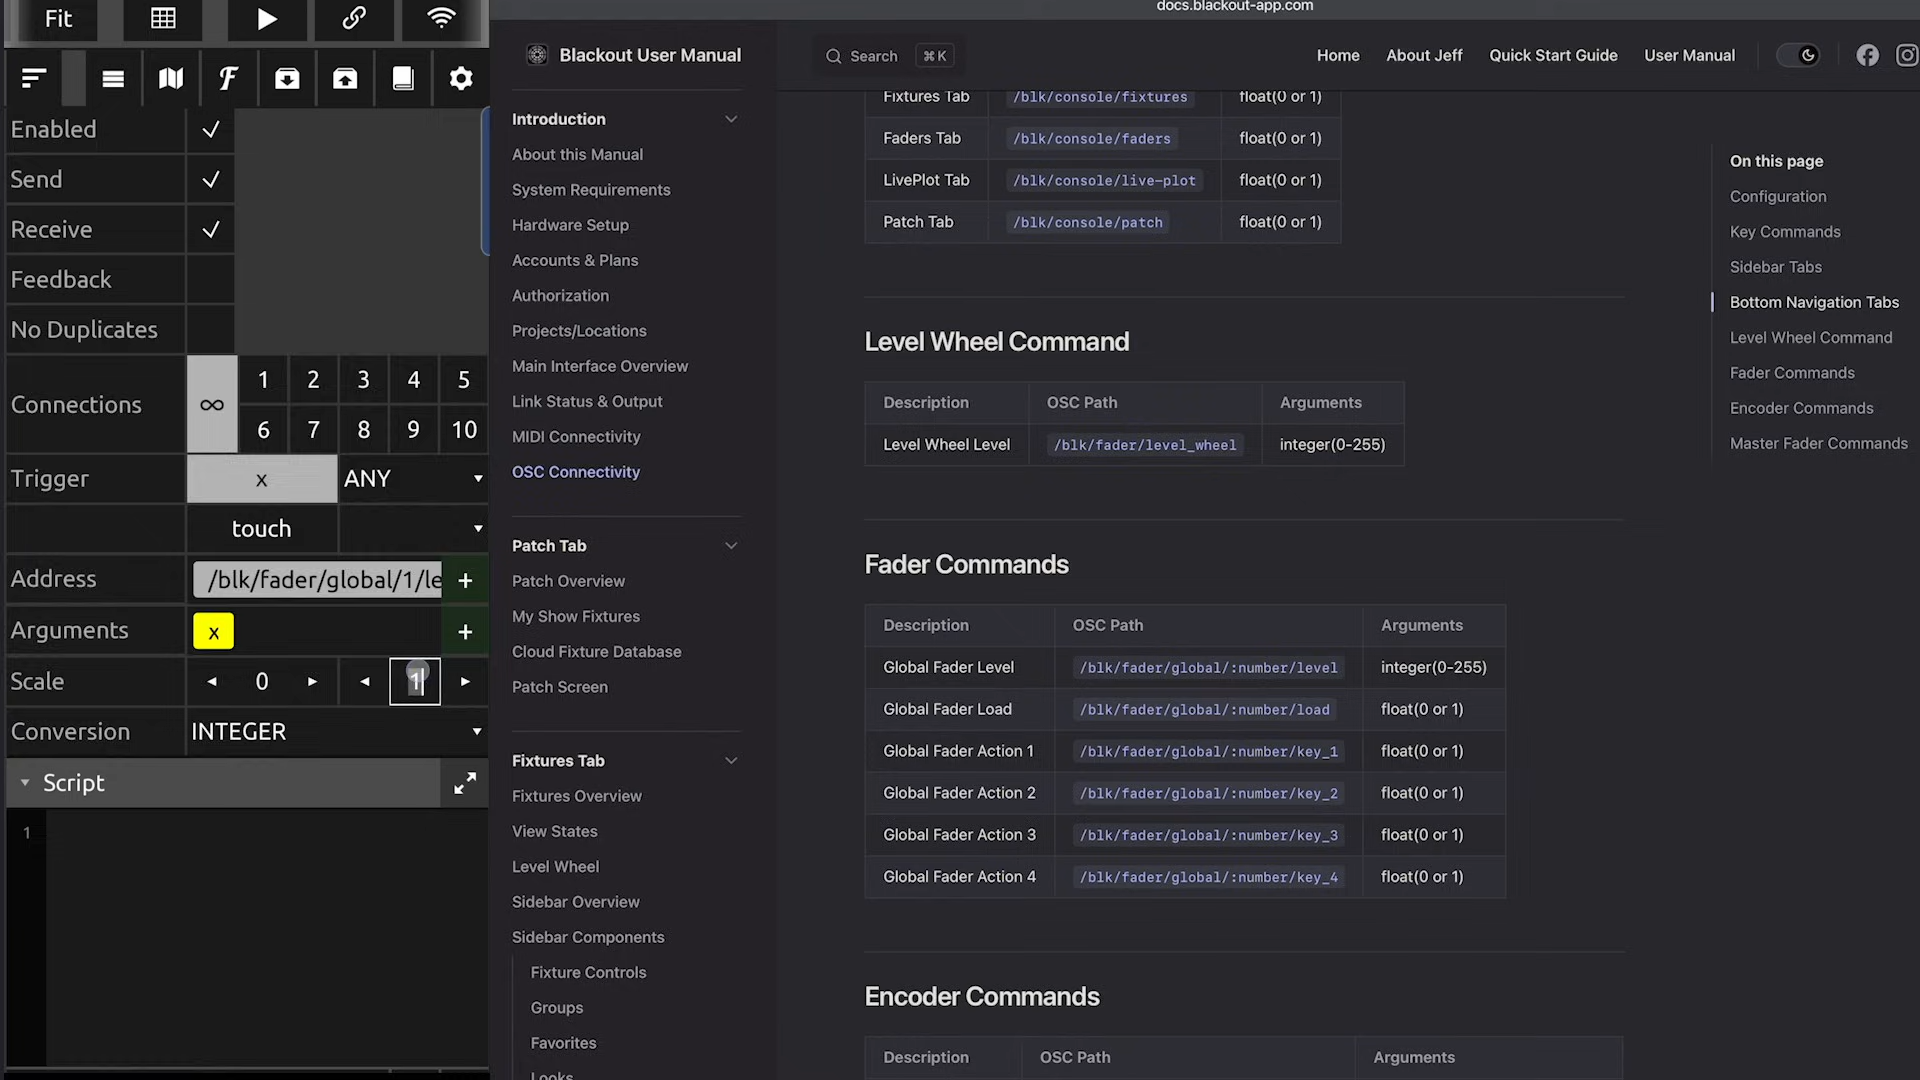 docs.blackout-app.com
Fit
Enabled
Send
Receive
Feedback
No Duplicates
Connections
∞ 1 2 3 4 5
6 7 8 9 10
Trigger x ANY
touch
Address /blk/fader/global/1/le +
Arguments x +
Scale 0 1
Conversion INTEGER
Script
1
Blackout User Manual
Search ⌘K
Home
About Jeff
Quick Start Guide
User Manual
Introduction
About this Manual
System Requirements
Hardware Setup
Accounts & Plans
Authorization
Projects/Locations
Main Interface Overview
Link Status & Output
MIDI Connectivity
OSC Connectivity
Patch Tab
Patch Overview
My Show Fixtures
Cloud Fixture Database
Patch Screen
Fixtures Tab
Fixtures Overview
View States
Level Wheel
Sidebar Overview
Sidebar Components
Fixture Controls
Groups
Favorites
Looks
Fixtures Tab /blk/console/fixtures float(0 or 1)
Faders Tab /blk/console/faders float(0 or 1)
LivePlot Tab /blk/console/live-plot float(0 or 1)
Patch Tab /blk/console/patch float(0 or 1)
Level Wheel Command
Description OSC Path Arguments
Level Wheel Level /blk/fader/level_wheel integer(0-255)
Fader Commands
Description OSC Path Arguments
Global Fader Level /blk/fader/global/:number/level integer(0-255)
Global Fader Load /blk/fader/global/:number/load float(0 or 1)
Global Fader Action 1 /blk/fader/global/:number/key_1 float(0 or 1)
Global Fader Action 2 /blk/fader/global/:number/key_2 float(0 or 1)
Global Fader Action 3 /blk/fader/global/:number/key_3 float(0 or 1)
Global Fader Action 4 /blk/fader/global/:number/key_4 float(0 or 1)
Encoder Commands
Description OSC Path Arguments
On this page
Configuration
Key Commands
Sidebar Tabs
Bottom Navigation Tabs
Level Wheel Command
Fader Commands
Encoder Commands
Master Fader Commands